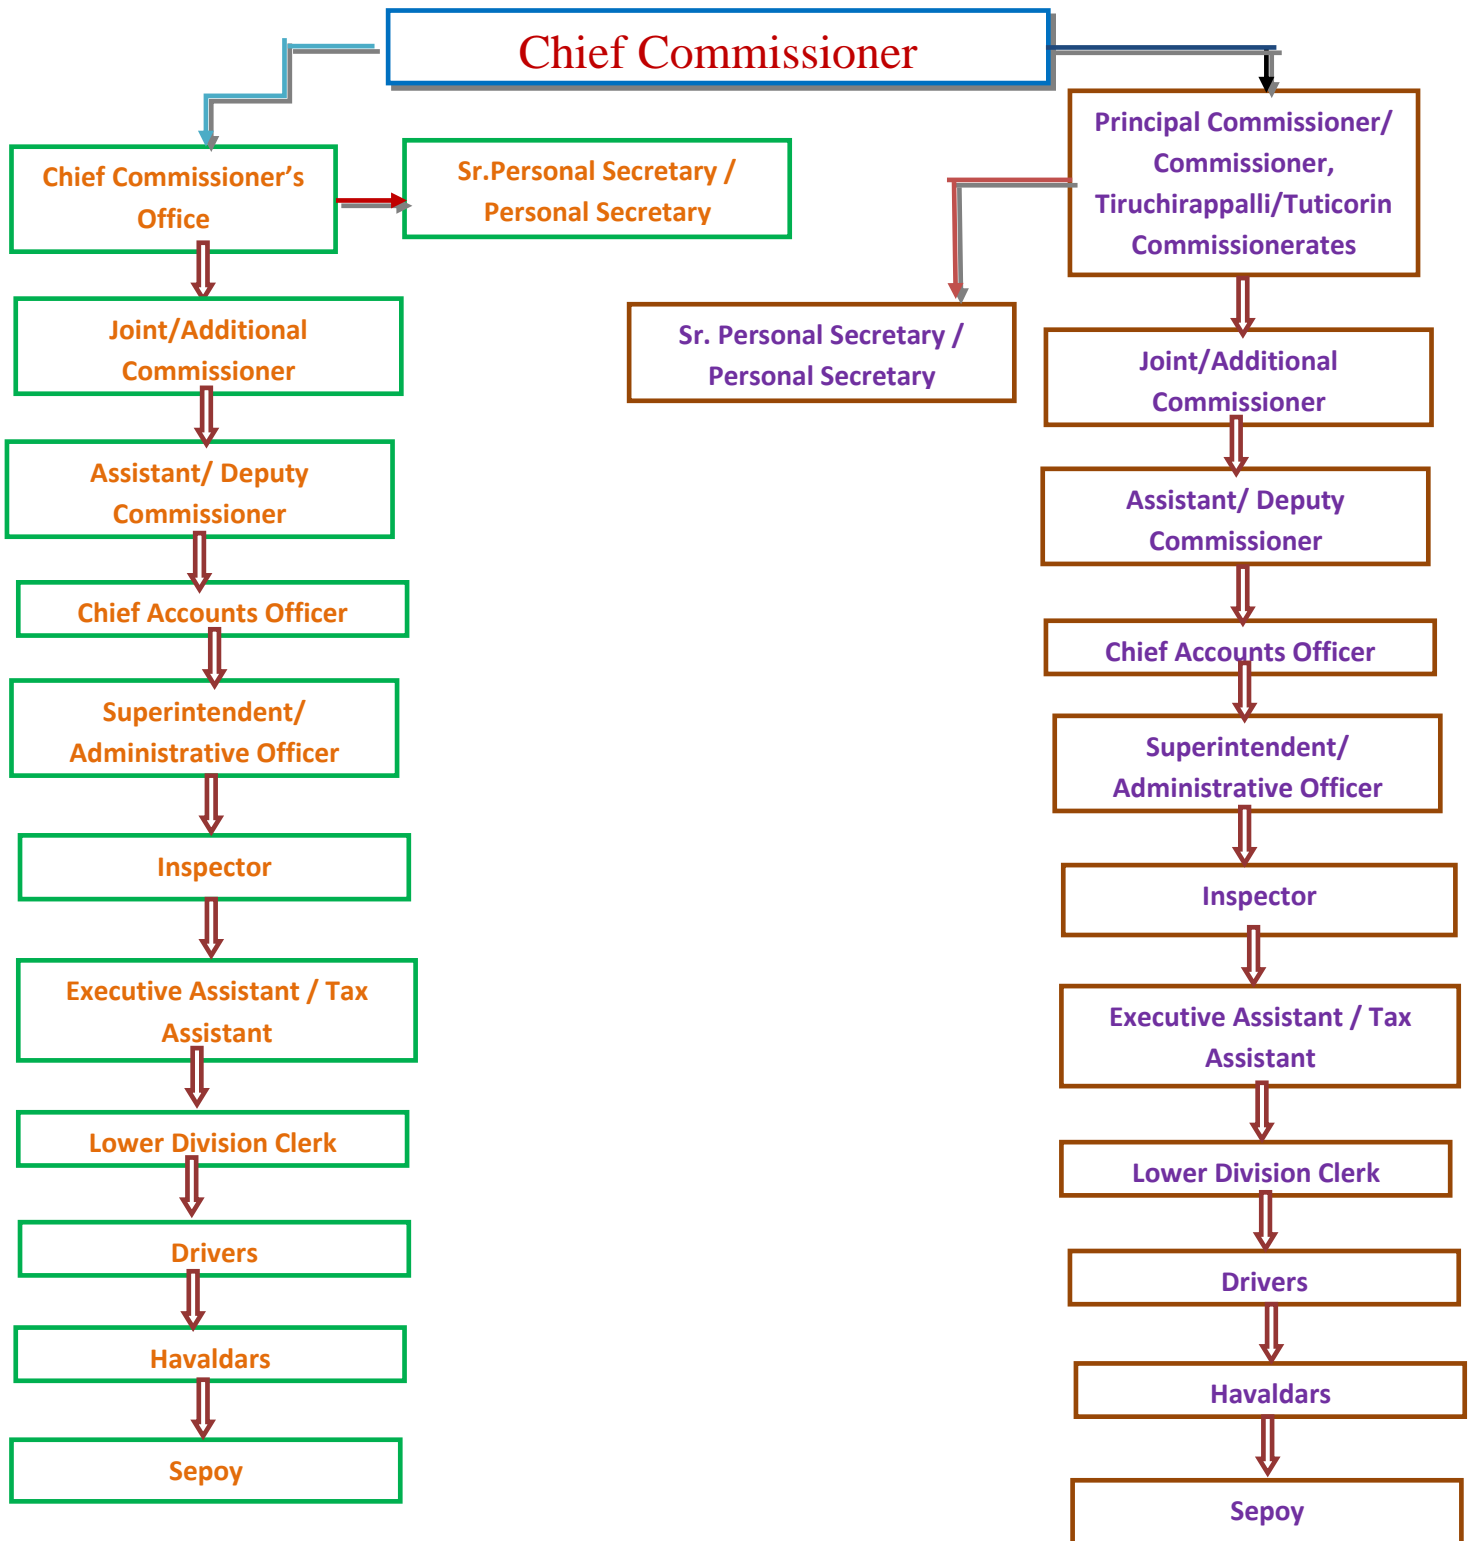 Chief Commissioner
Chief Commissioner’s
Office
Sr.Personal Secretary /
Personal Secretary
Joint/Additional
Commissioner
Assistant/ Deputy
Commissioner
Chief Accounts Officer
Superintendent/
Administrative Officer
Inspector
Executive Assistant / Tax
Assistant
Lower Division Clerk
Drivers
Havaldars
Sepoy
Principal Commissioner/
Commissioner,
Tiruchirappalli/Tuticorin
Commissionerates
Sr. Personal Secretary /
Personal Secretary
Joint/Additional
Commissioner
Assistant/ Deputy
Commissioner
Chief Accounts Officer
Superintendent/
Administrative Officer
Inspector
Executive Assistant / Tax
Assistant
Lower Division Clerk
Drivers
Havaldars
Sepoy